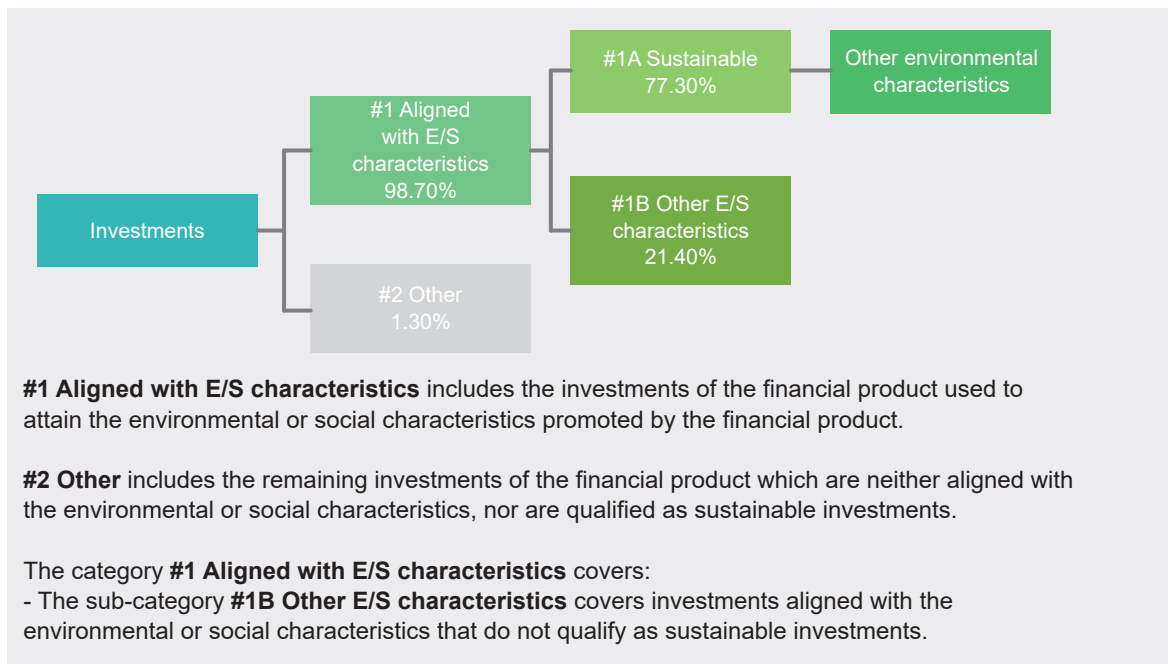 #1A Sustainable
77.30%
Other environmental
characteristics
#1 Aligned
with E/S
characteristics
98.70%
#1B Other E/S
characteristics
21.40%
Investments
#2 Other
1.30%
#1 Aligned with E/S characteristics includes the investments of the financial product used to
attain the environmental or social characteristics promoted by the financial product.
#2 Other includes the remaining investments of the financial product which are neither aligned with
the environmental or social characteristics, nor are qualified as sustainable investments.
The category #1 Aligned with E/S characteristics covers:
- The sub-category #1B Other E/S characteristics covers investments aligned with the
environmental or social characteristics that do not qualify as sustainable investments.